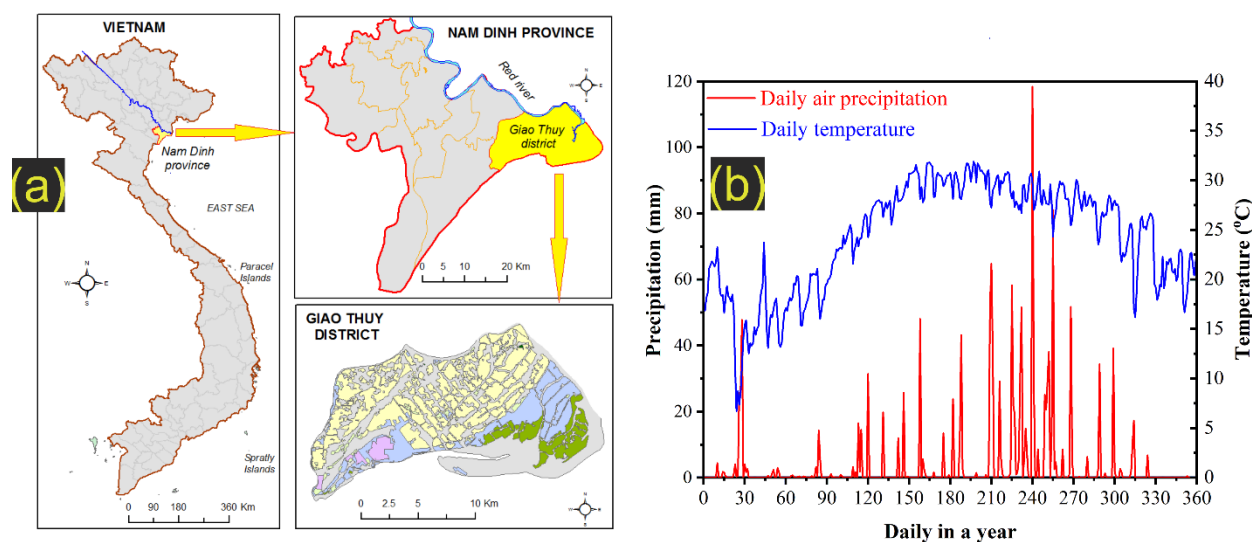 (a)
VIETNAM
Nam Dinh
province
EAST SEA
Paracel
Islands
Spratly
Islands
N
W
E
S
0 90 180 360 Km
NAM DINH PROVINCE
Red river
N
W
E
S
Giao Thuy
district
0 5 10 20 Km
GIAO THUY
DISTRICT
0 2.5 5 10 Km
N
W
E
S
(b)
Daily air precipitation
Daily temperature
Precipitation (mm)
120
100
80
60
40
20
0
Temperature (°C)
40
35
30
25
20
15
10
5
0
0 30 60 90 120 150 180 210 240 270 300 330 360
Daily in a year